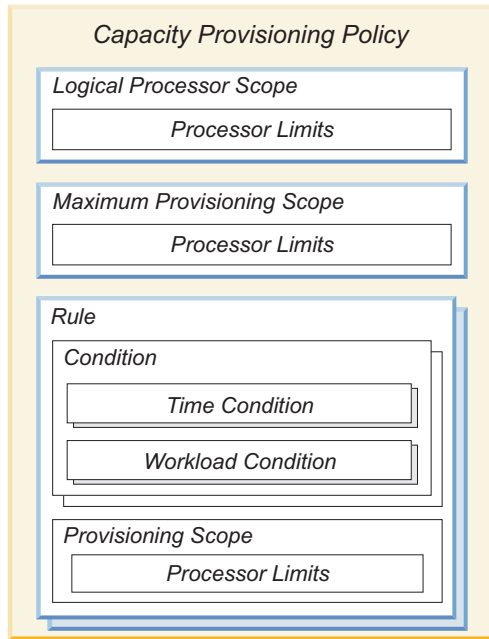 Capacity Provisioning Policy
Logical Processor Scope
Processor Limits
Maximum Provisioning Scope
Processor Limits
Rule
Condition
Time Condition
Workload Condition
Provisioning Scope
Processor Limits